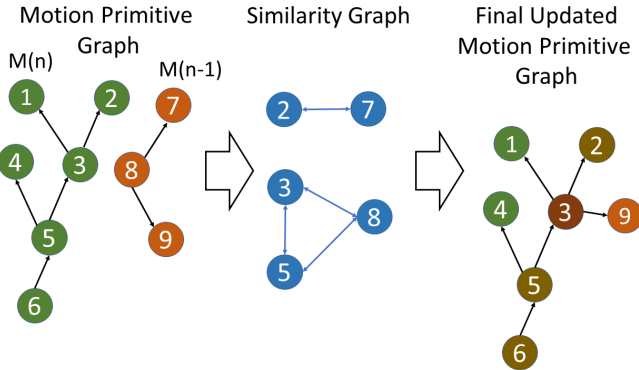 Motion Primitive
Graph
M(n)
M(n-1)
1
2
7
4
3
8
5
9
6
Similarity Graph
2
7
3
8
5
Final Updated
Motion Primitive
Graph
1
2
4
3
9
5
6